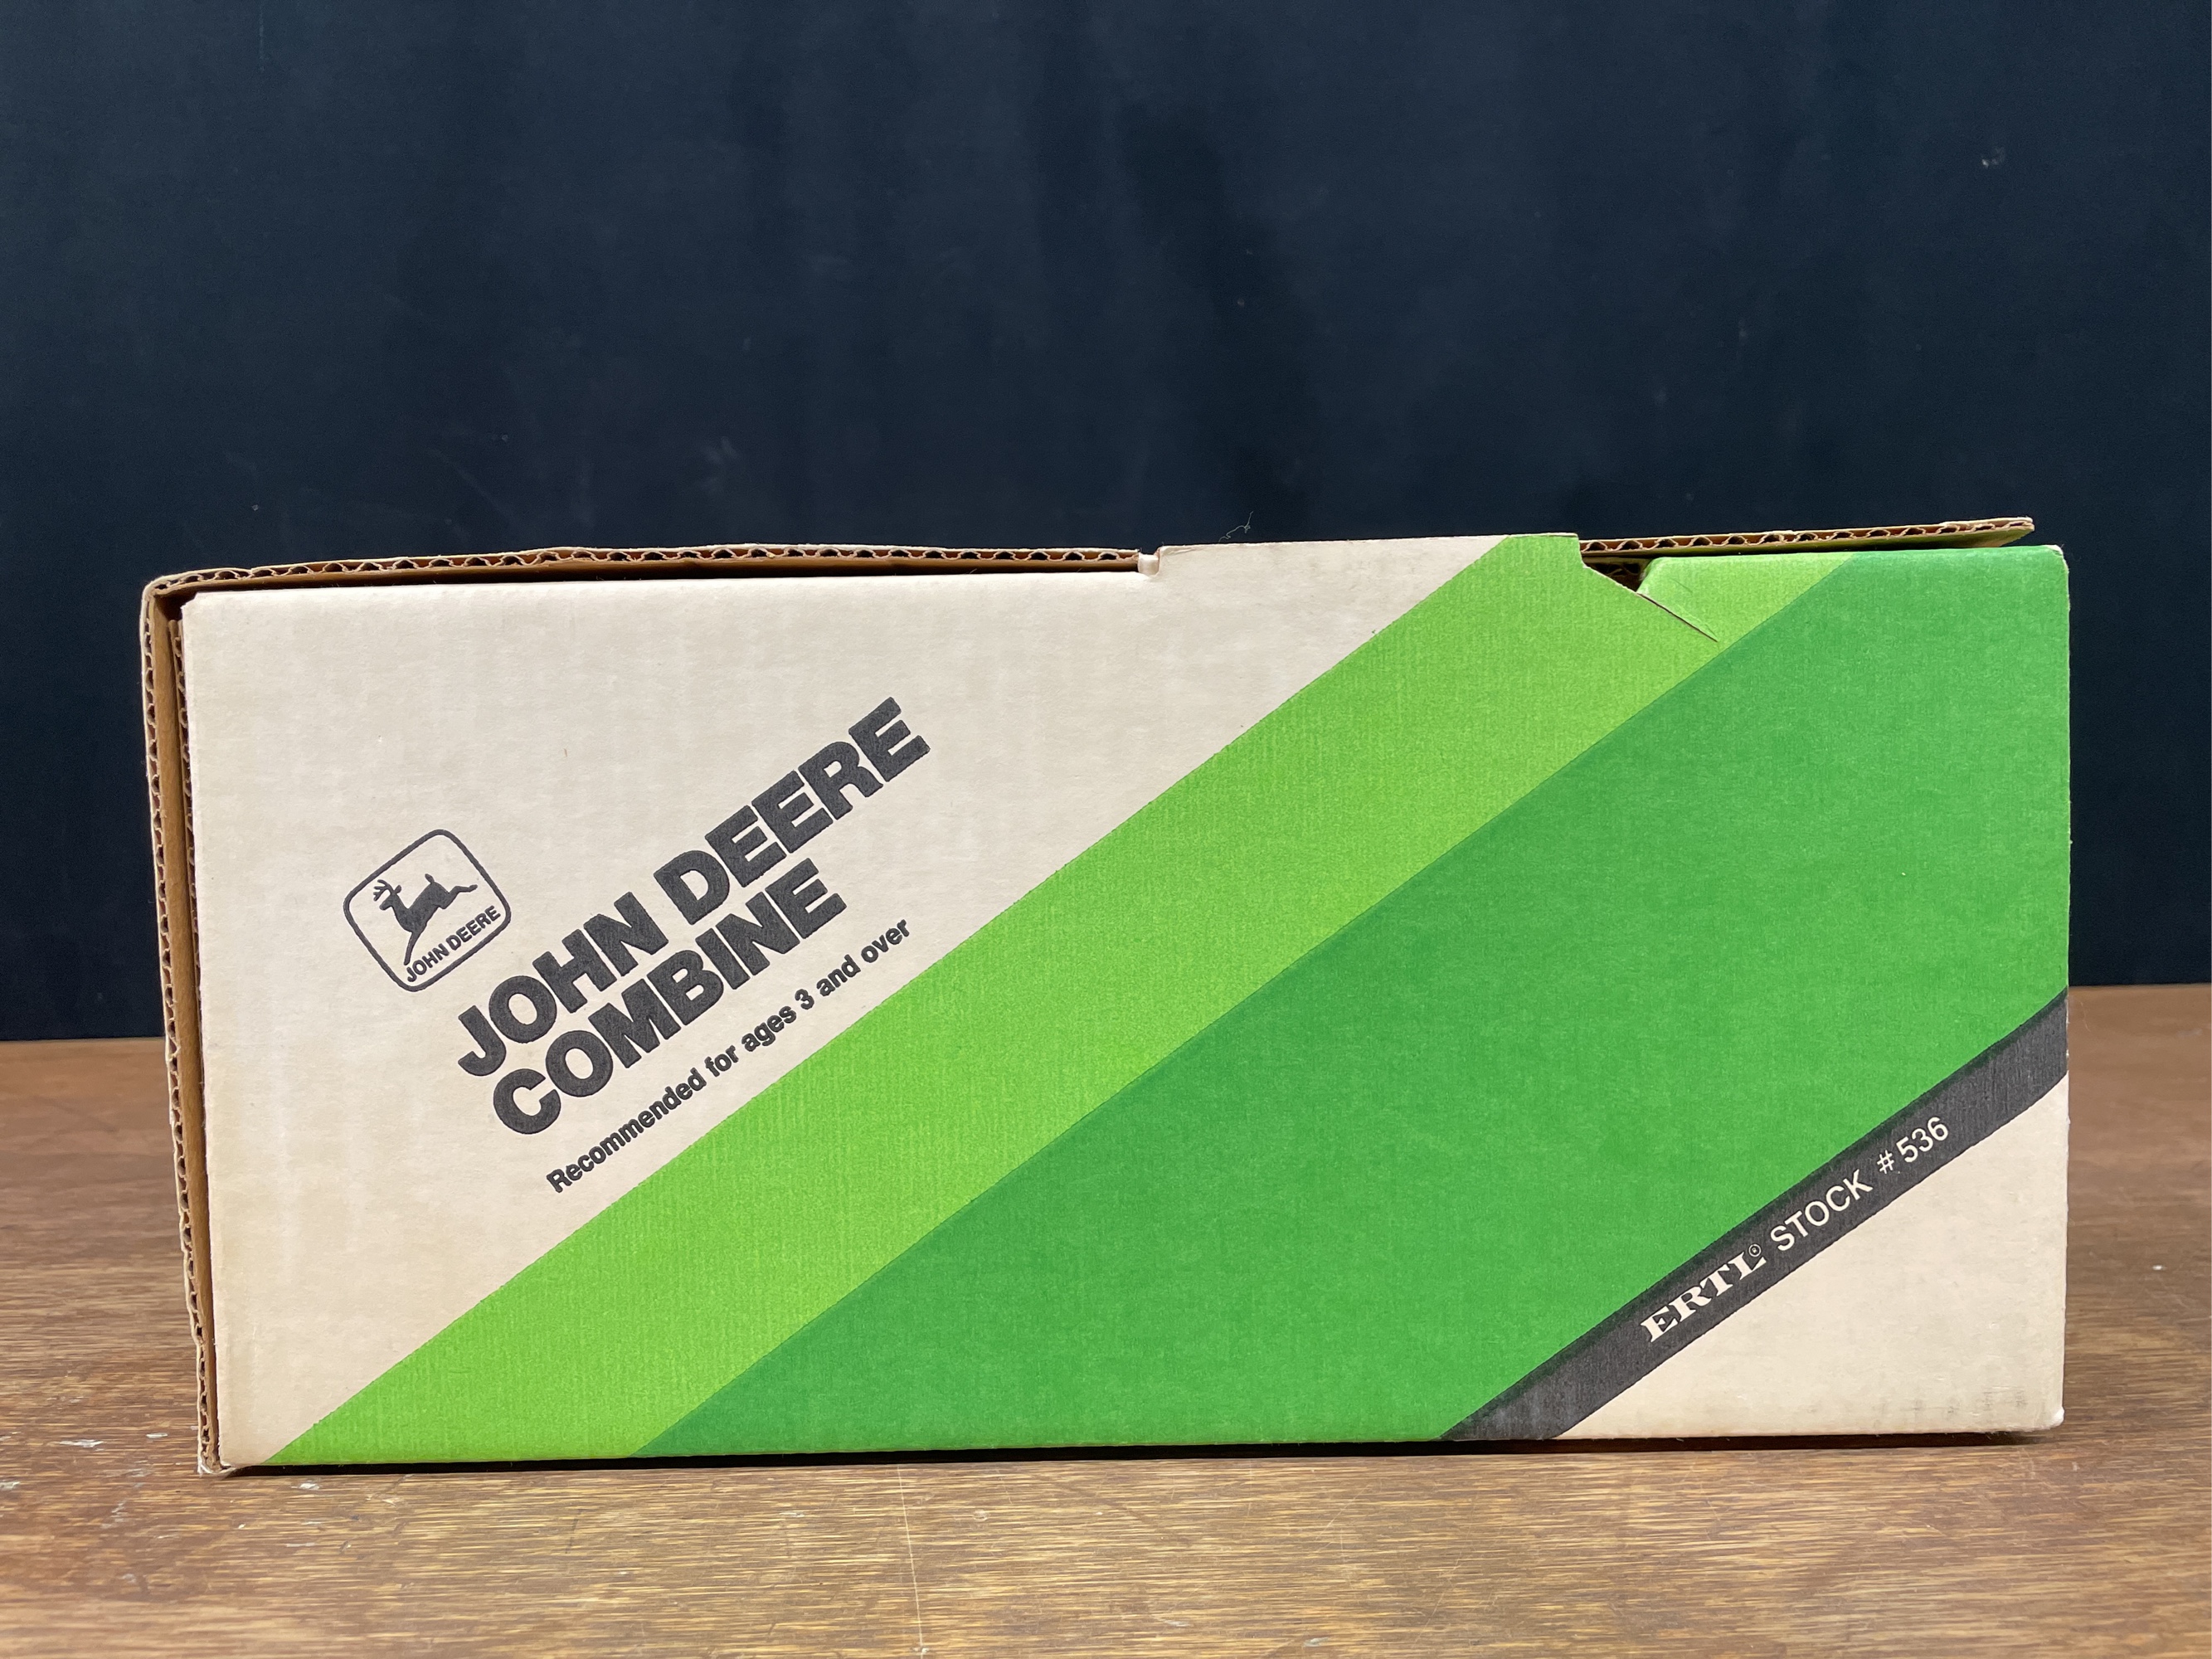 JOHN DEERE
JOHN DEERE
COMBINE
Recommended for ages 3 and over
ERTL® STOCK # 536